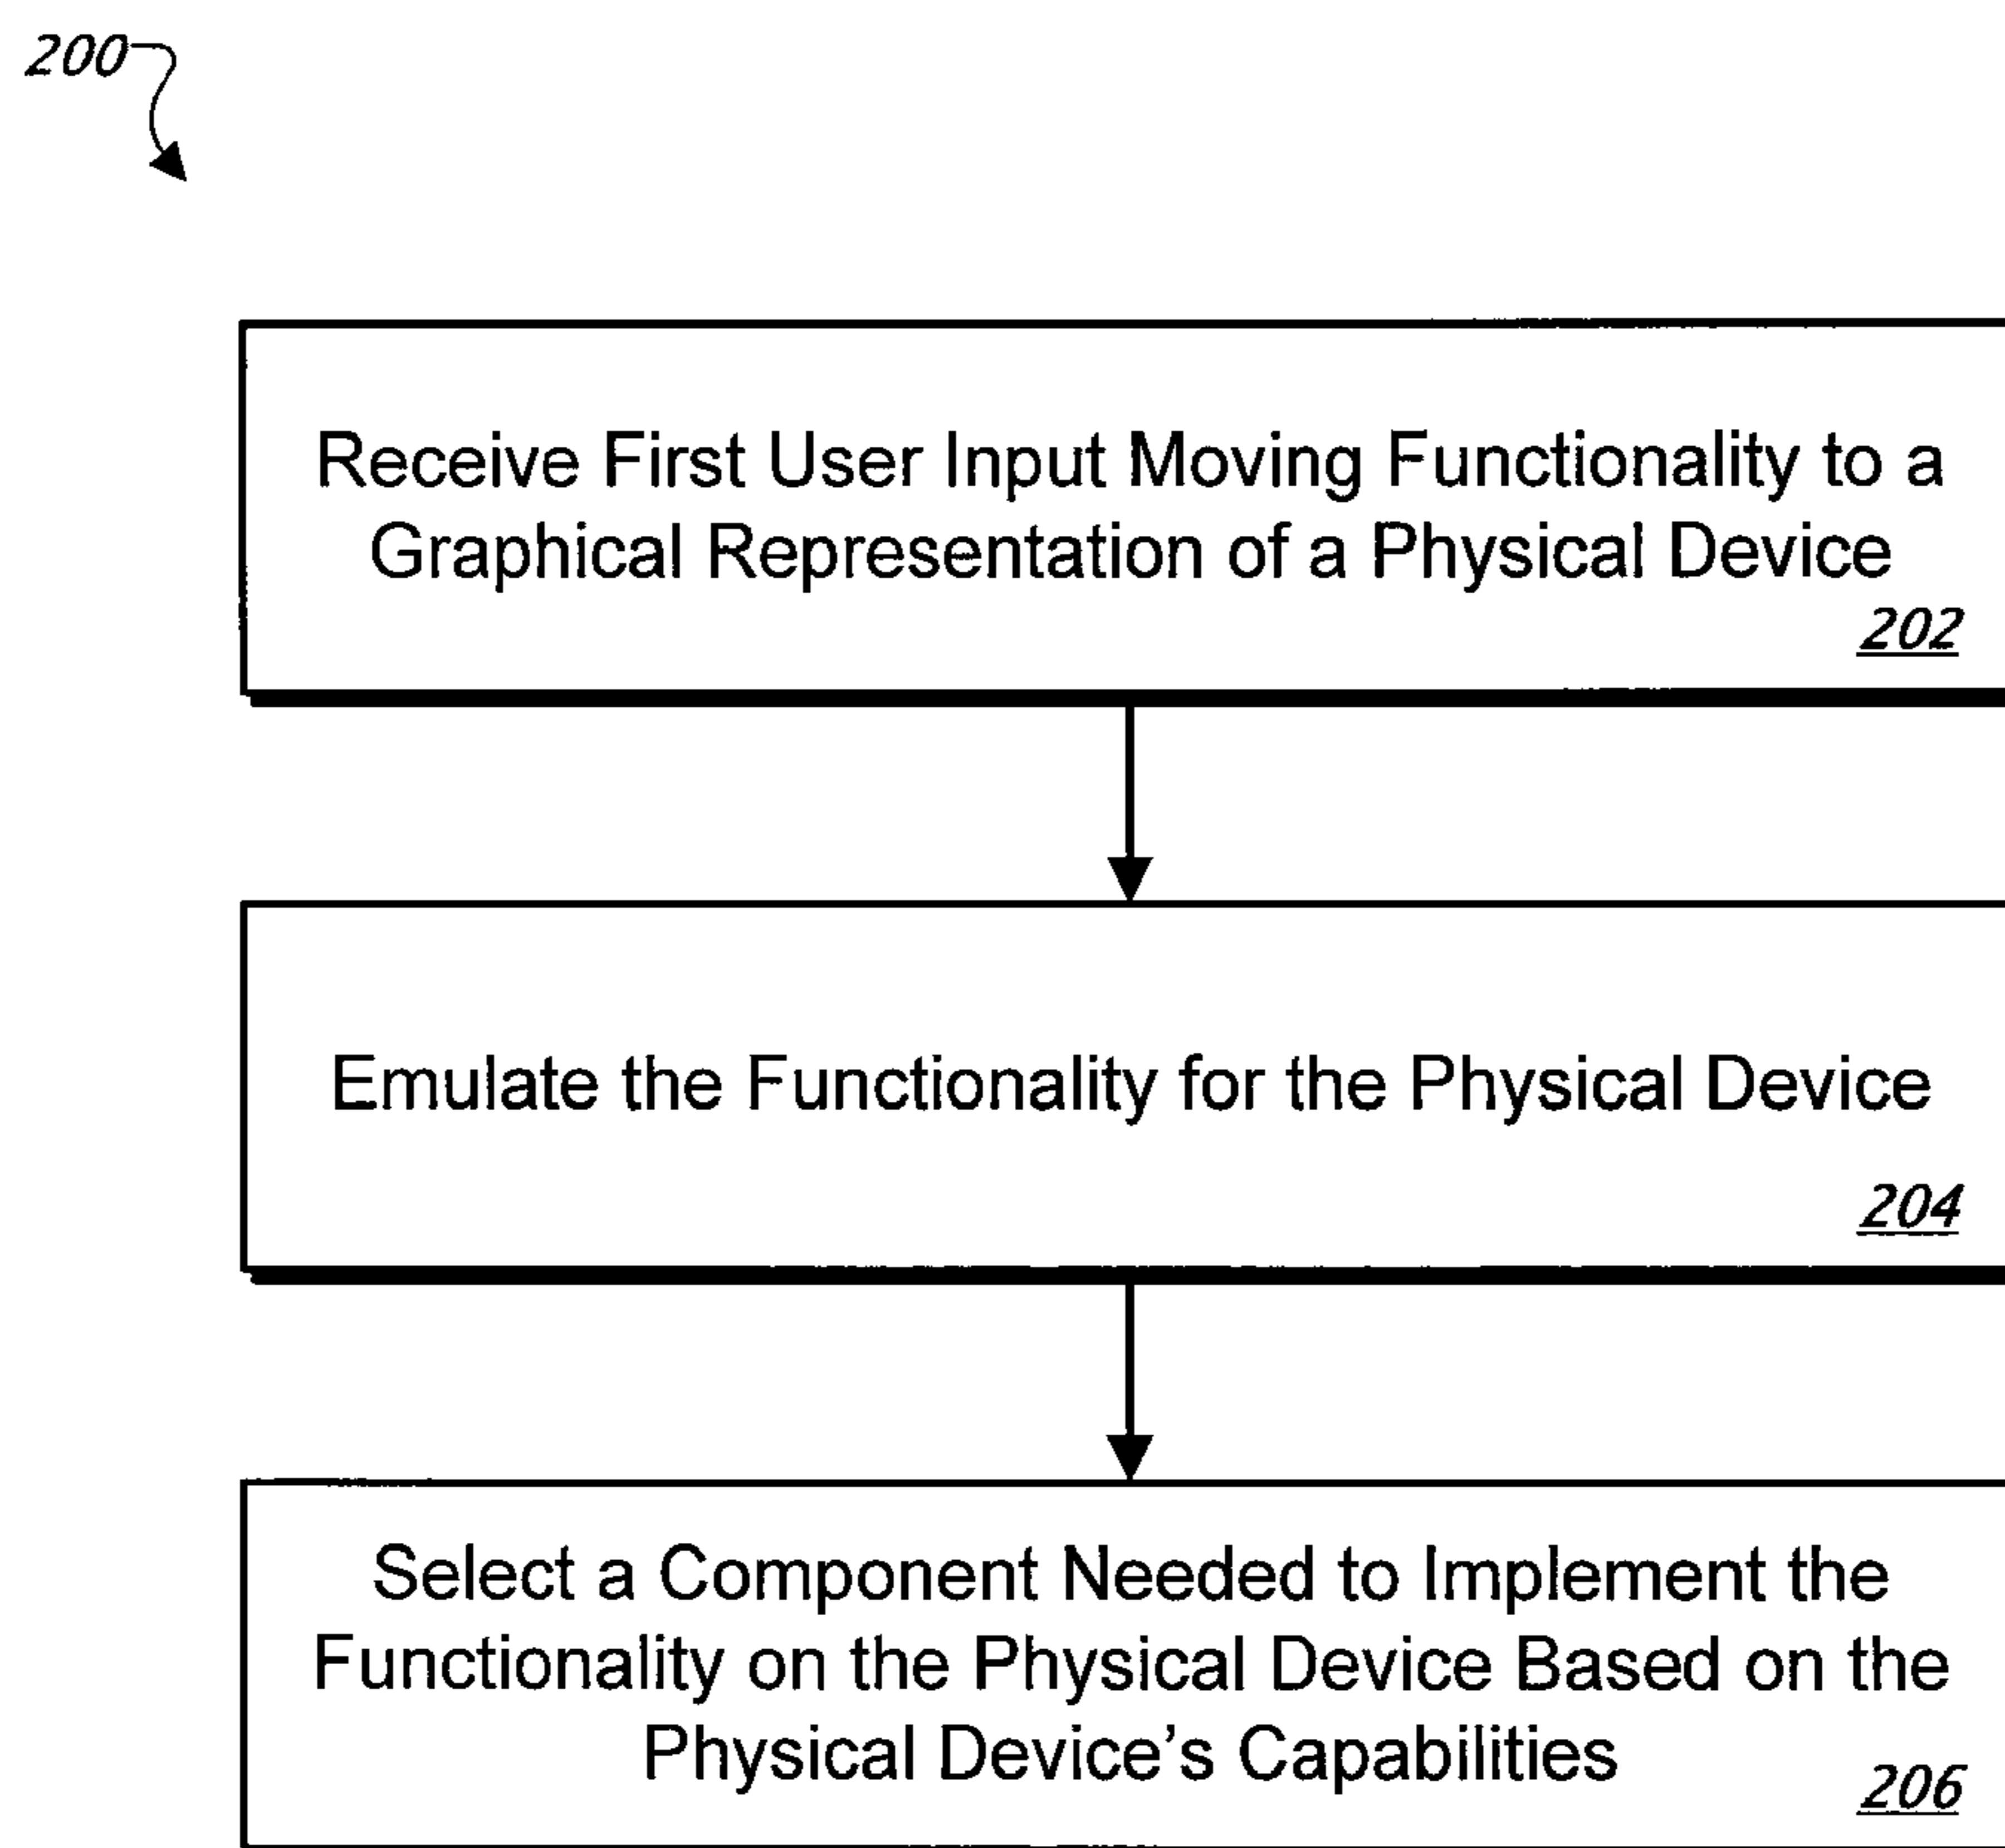 200
Receive First User Input Moving Functionality to a
Graphical Representation of a Physical Device
202
Emulate the Functionality for the Physical Device
204
Select a Component Needed to Implement the
Functionality on the Physical Device Based on the
Physical Device’s Capabilities
206